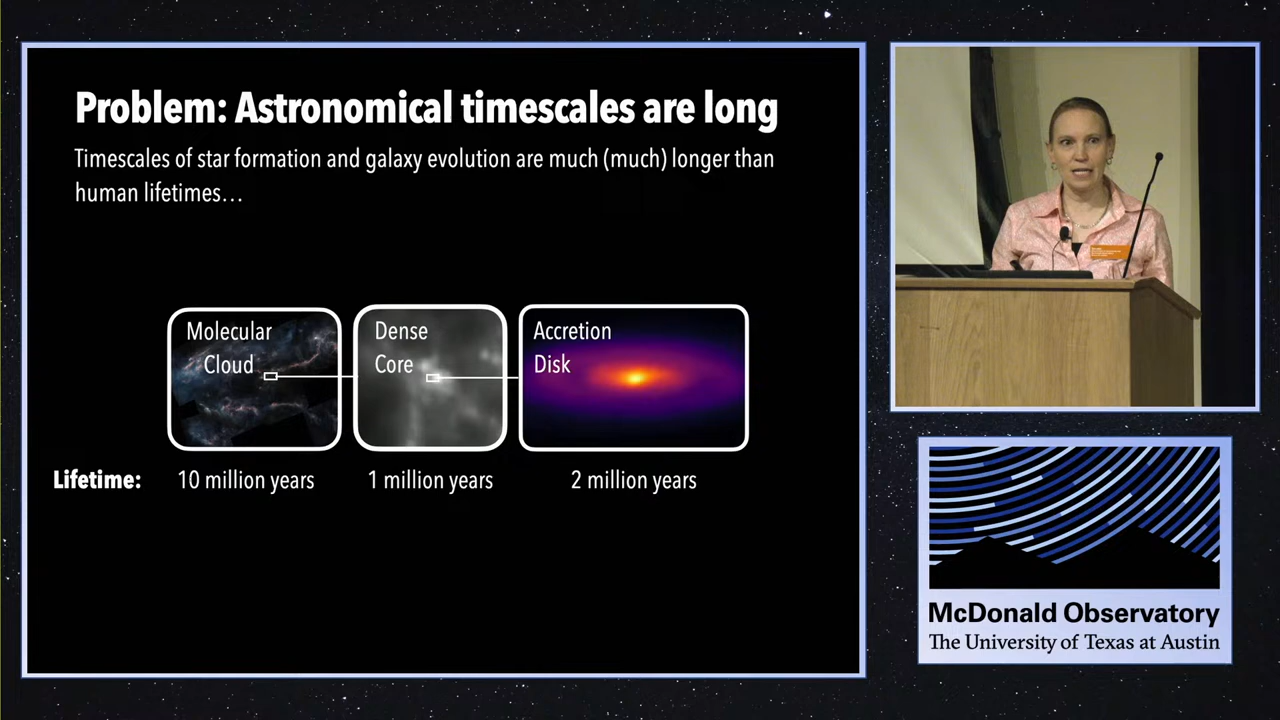 Problem: Astronomical timescales are long
Timescales of star formation and galaxy evolution are much (much) longer than
human lifetimes…
Molecular
Cloud
Dense
Core
Accretion
Disk
Lifetime: 10 million years 1 million years 2 million years
McDonald Observatory
The University of Texas at Austin